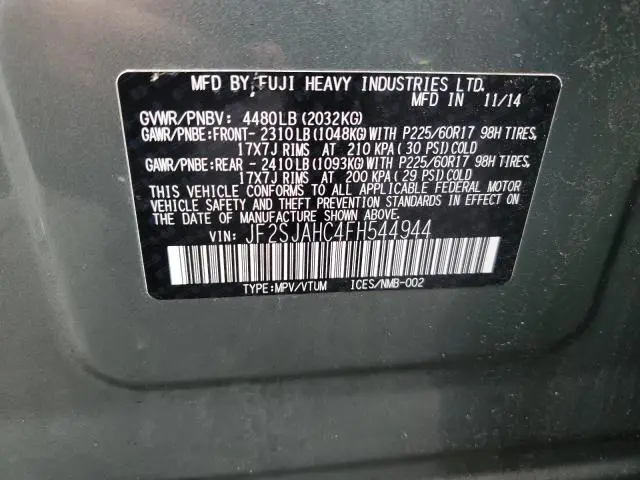 MFD BY FUJI HEAVY INDUSTRIES LTD.
MFD IN 11/14
GVWR/PNBV: 4480LB (2032KG)
GAWR/PNBE:FRONT- 2310LB (1048KG) WITH P225/60R17 98H TIRES,
17X7J RIMS AT 210 KPA ( 30 PSI) COLD
GAWR/PNBE:REAR - 2410LB (1093KG) WITH P225/60R17 98H TIRES,
17X7J RIMS AT 200 KPA ( 29 PSI) COLD
THIS VEHICLE CONFORMS TO ALL APPLICABLE FEDERAL MOTOR
VEHICLE SAFETY AND THEFT PREVENTION STANDARDS IN EFFECT
ON THE DATE OF MANUFACTURE SHOWN ABOVE.
VIN: JF2SJAHC4FH544944
TYPE:MPV/VTUM ICES/NMB-002